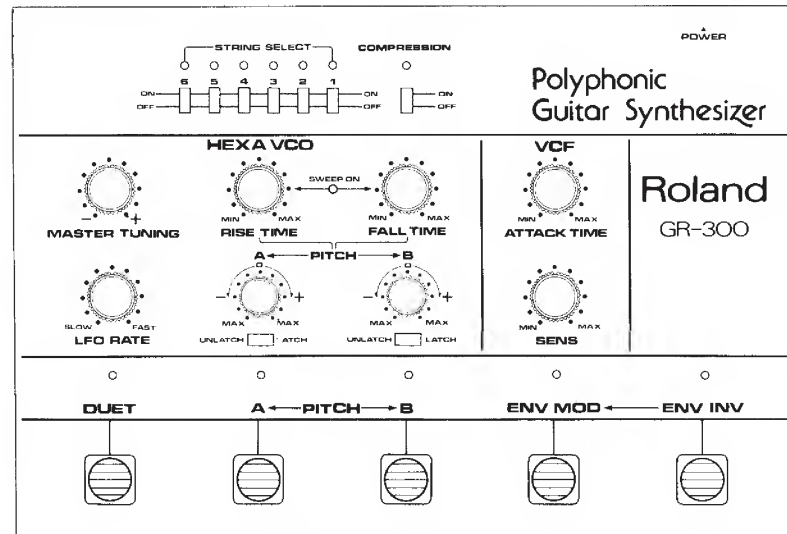 POWER
STRING SELECT
COMPRESSION
6 5 4 3 2 1
ON ON ON
OFF OFF OFF
Polyphonic
Guitar Synthesizer
HEXA VCO
VCF
SWEEP ON
Roland
GR-300
− +
MIN MAX MIN MAX MIN MAX
MASTER TUNING RISE TIME FALL TIME ATTACK TIME
A PITCH B
− + − +
SLOW FAST MAX MAX MAX MAX MIN MAX
LFO RATE UNLATCH LATCH UNLATCH LATCH SENS
DUET A PITCH B ENV MOD ENV INV